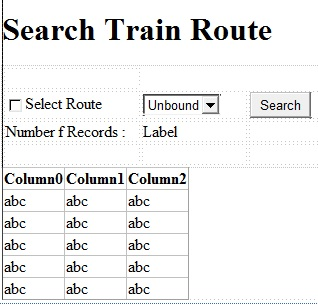 Search Train Route
Select Route Unbound Search
Number f Records : Label
Column0 Column1 Column2
abc abc abc
abc abc abc
abc abc abc
abc abc abc
abc abc abc